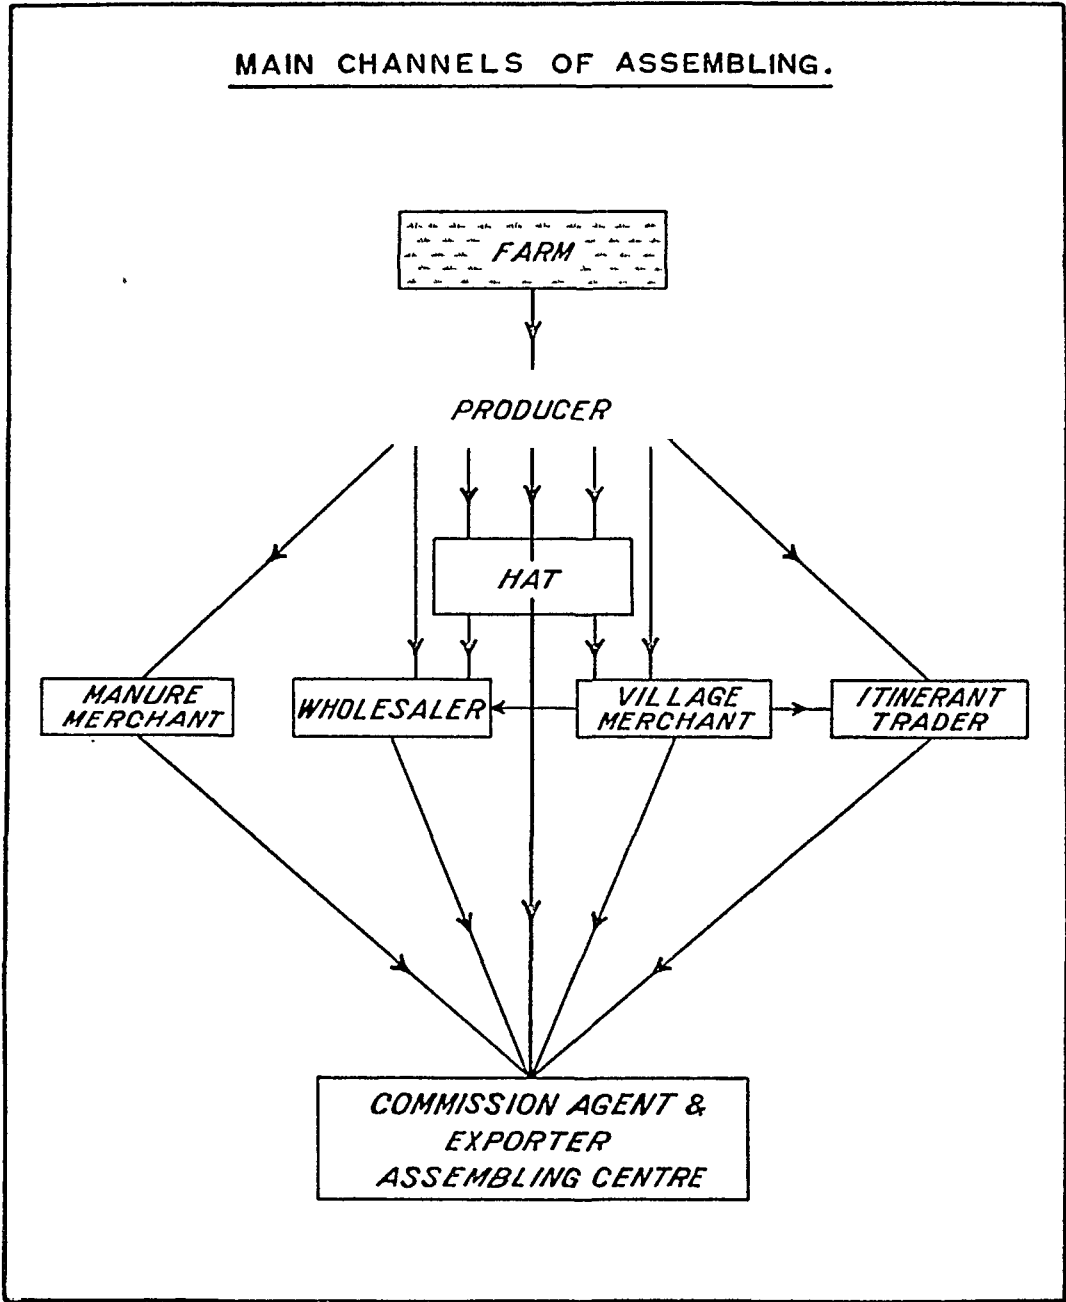 MAIN CHANNELS OF ASSEMBLING.
FARM
PRODUCER
HAT
MANURE
MERCHANT
WHOLESALER
VILLAGE
MERCHANT
ITINERANT
TRADER
COMMISSION AGENT &
EXPORTER
ASSEMBLING CENTRE